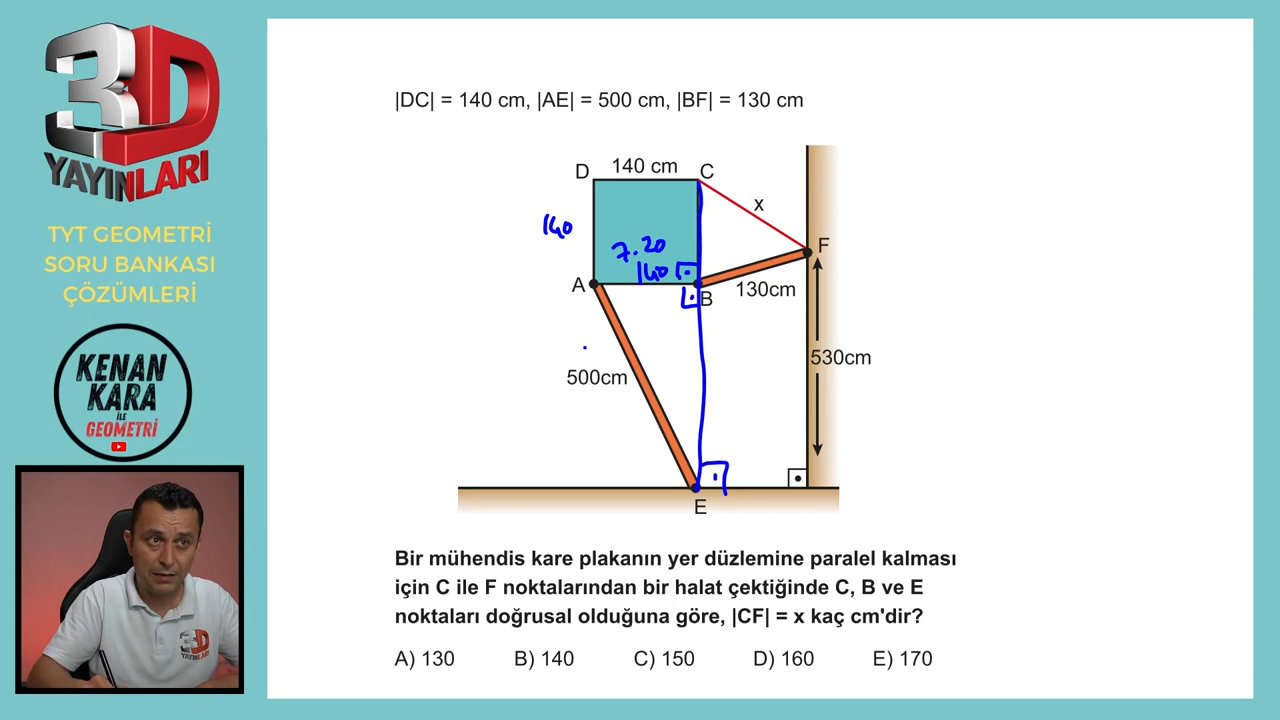 3D
YAYINLARI
TYT GEOMETRİ
SORU BANKASI
ÇÖZÜMLERİ
KENAN
KARA
İLE
GEOMETRİ
3D
YAYINLARI
|DC| = 140 cm, |AE| = 500 cm, |BF| = 130 cm
D 140 cm C
x
140
F
7.20
140
A
B
130cm
530cm
500cm
E
Bir mühendis kare plakanın yer düzlemine paralel kalması
için C ile F noktalarından bir halat çektiğinde C, B ve E
noktaları doğrusal olduğuna göre, |CF| = x kaç cm'dir?
A) 130 B) 140 C) 150 D) 160 E) 170